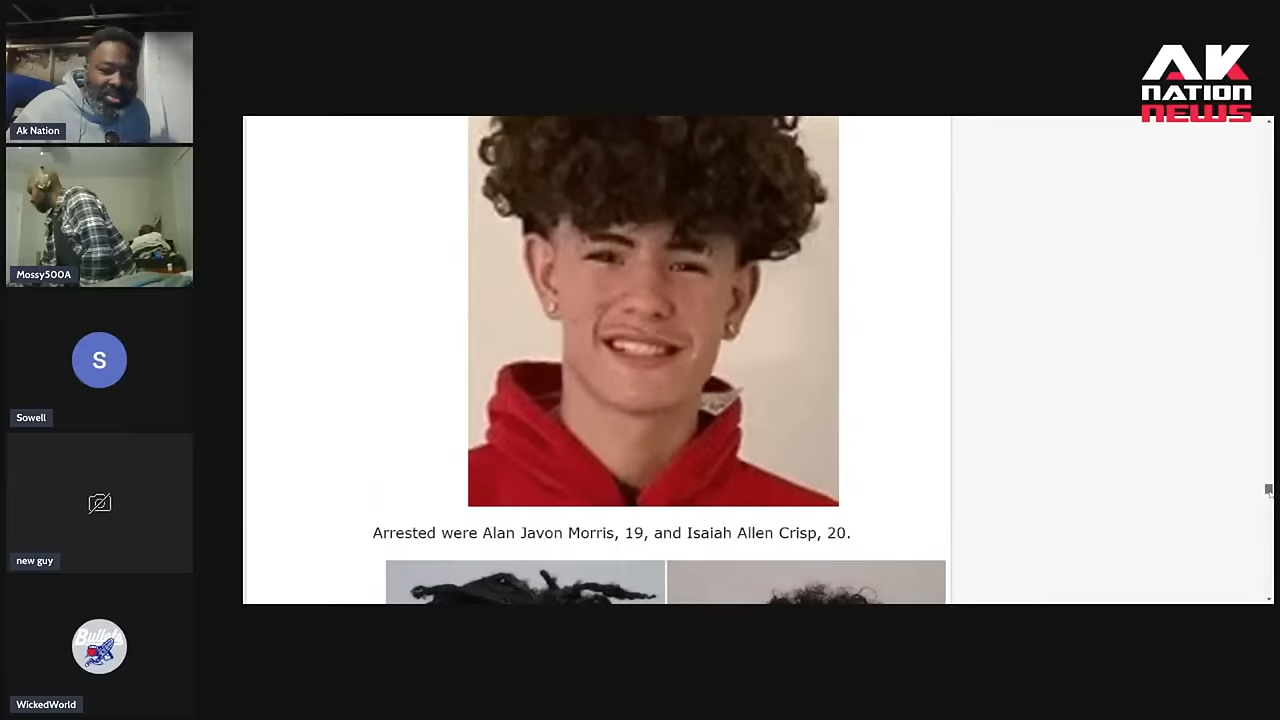 Ak Nation
Mossy500A
S
Sowell
new guy
Bullets
WickedWorld
AK
NATION
NEWS
Arrested were Alan Javon Morris, 19, and Isaiah Allen Crisp, 20.